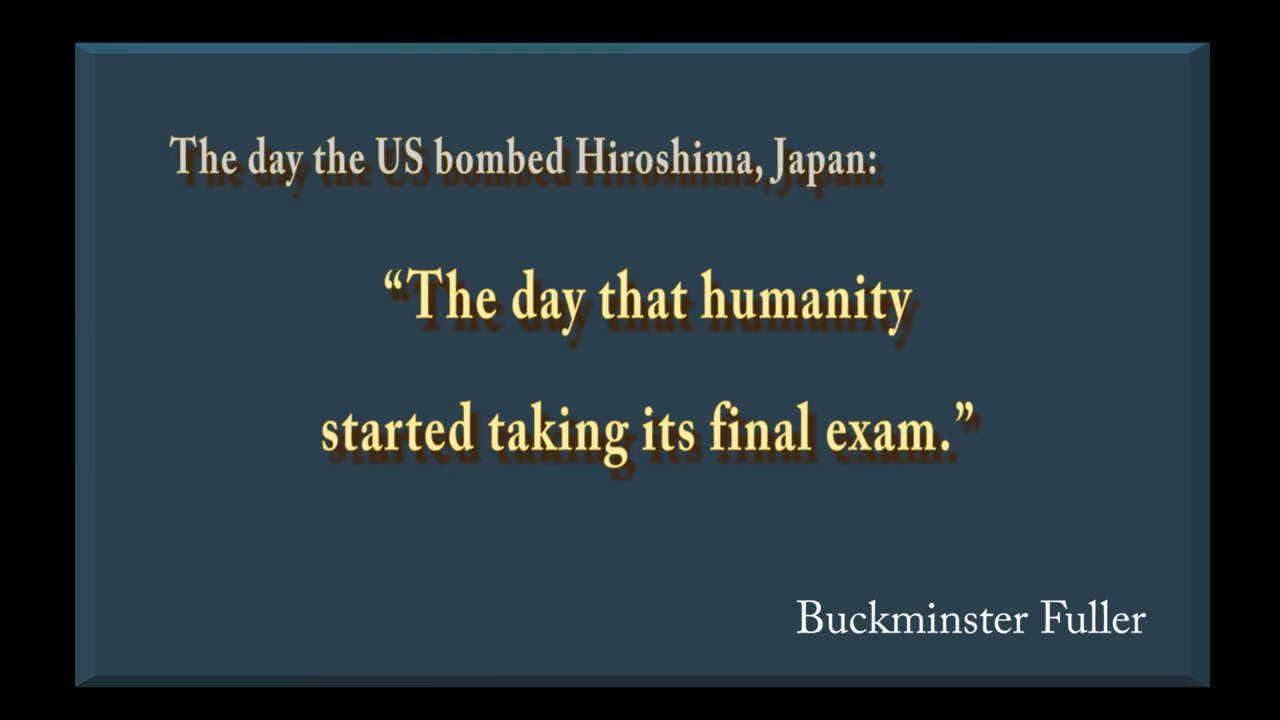 The day the US bombed Hiroshima, Japan:
“The day that humanity
started taking its final exam.”
Buckminster Fuller